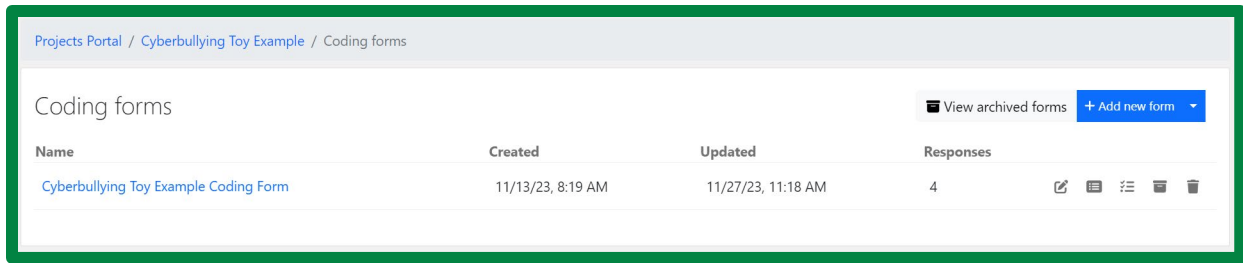 Projects Portal / Cyberbullying Toy Example / Coding forms
Coding forms
View archived forms + Add new form
Name Created Updated Responses
Cyberbullying Toy Example Coding Form 11/13/23, 8:19 AM 11/27/23, 11:18 AM 4